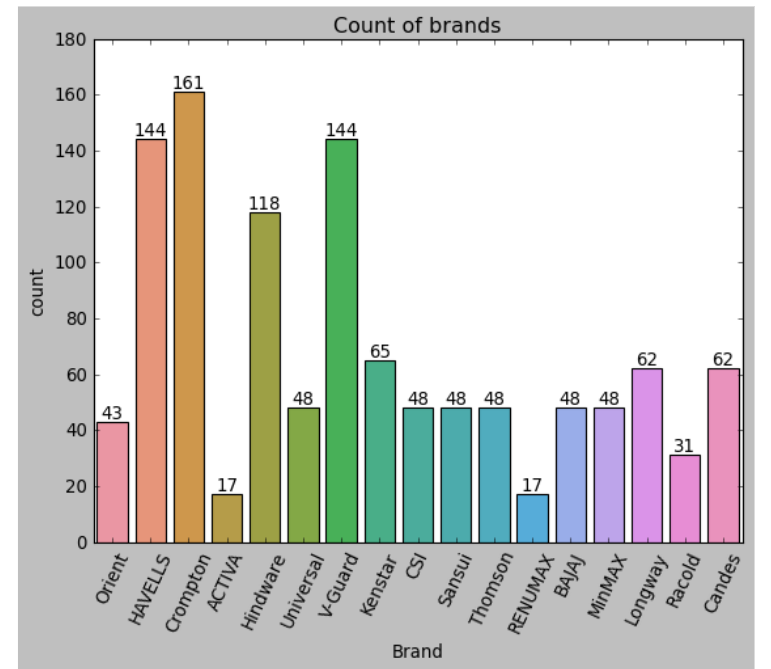 Count of brands
180
160
140
120
100
80
60
40
20
0
count
43
144
161
17
118
48
144
65
48
48
48
17
48
48
62
31
62
Orient
HAVELLS
Crompton
ACTIVA
Hindware
Universal
V-Guard
Kenstar
CSI
Sansui
Thomson
RENUMAX
BAJAJ
MinMAX
Longway
Racold
Candes
Brand